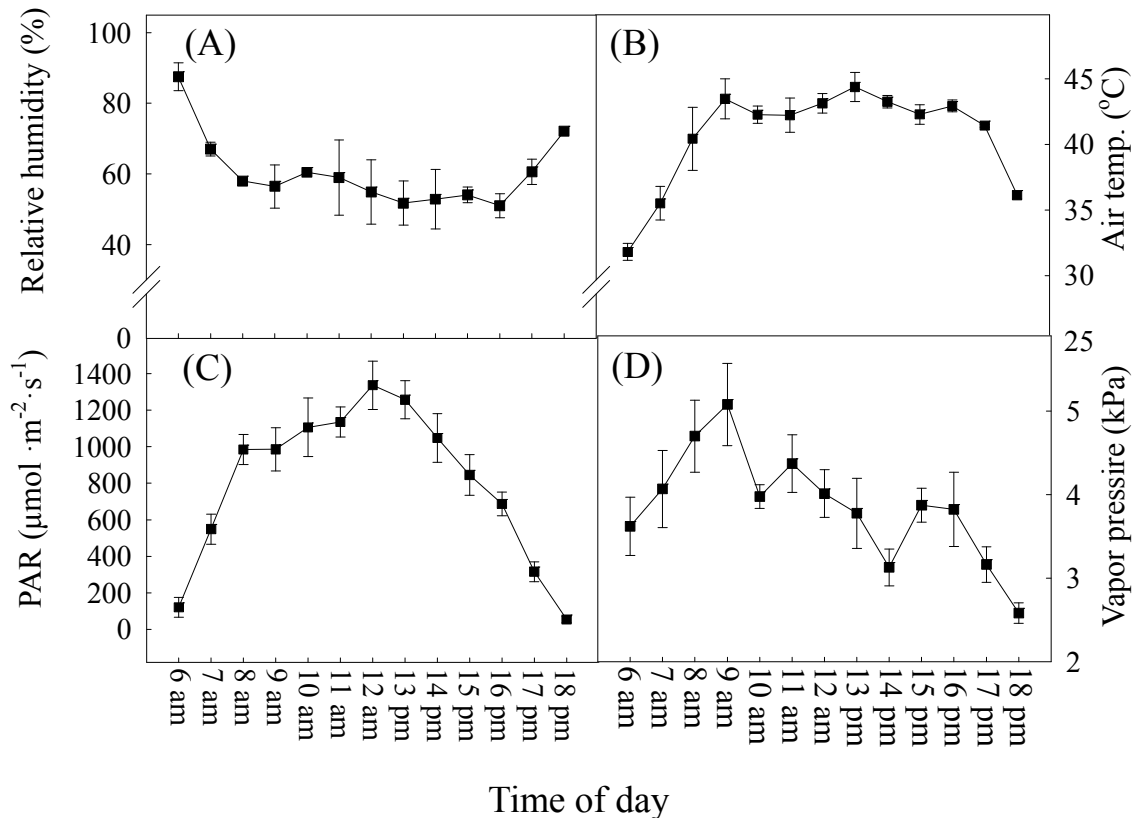 Relative humidity (%)
100
80
60
40
0
(A)
(B)
45
40
35
30
25
Air temp. (°C)
PAR (μmol ·m⁻²·s⁻¹)
1400
1200
1000
800
600
400
200
0
(C)
(D)
5
4
3
2
Vapor pressire (kPa)
6 am
7 am
8 am
9 am
10 am
11 am
12 am
13 pm
14 pm
15 pm
16 pm
17 pm
18 pm
6 am
7 am
8 am
9 am
10 am
11 am
12 am
13 pm
14 pm
15 pm
16 pm
17 pm
18 pm
Time of day